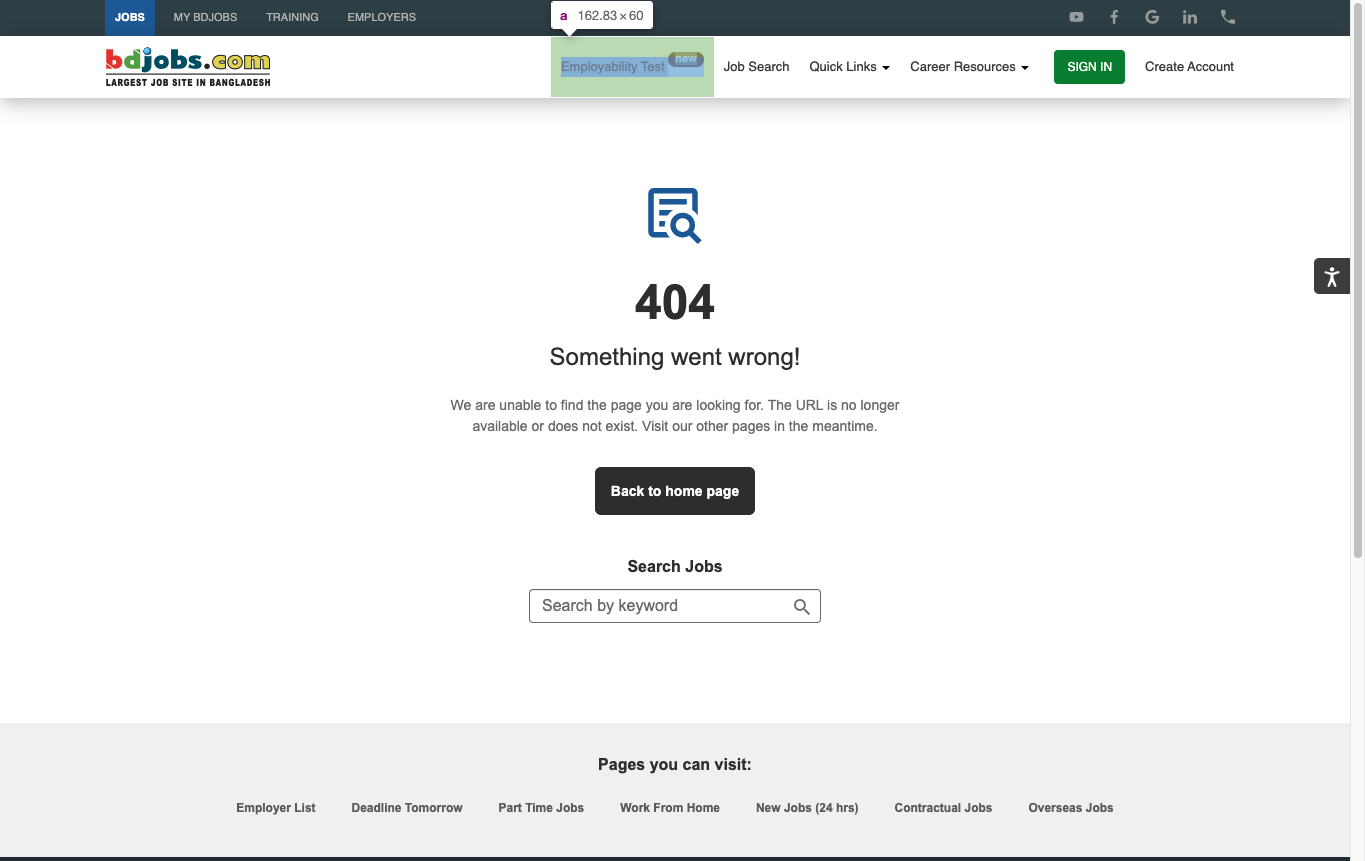 JOBS MY BDJOBS TRAINING EMPLOYERS
a 162.83×60
bdjobs.com
LARGEST JOB SITE IN BANGLADESH
Employability Test new Job Search Quick Links Career Resources SIGN IN Create Account
404
Something went wrong!
We are unable to find the page you are looking for. The URL is no longer
available or does not exist. Visit our other pages in the meantime.
Back to home page
Search Jobs
Search by keyword
Pages you can visit:
Employer List Deadline Tomorrow Part Time Jobs Work From Home New Jobs (24 hrs) Contractual Jobs Overseas Jobs